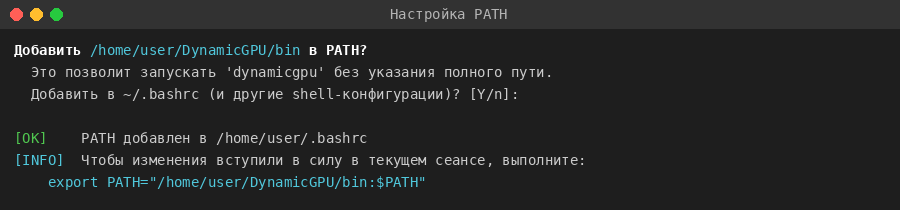 Настройка PATH
Добавить /home/user/DynamicGPU/bin в PATH?
Это позволит запускать 'dynamicgpu' без указания полного пути.
Добавить в ~/.bashrc (и другие shell-конфигурации)? [Y/n]:
[OK] PATH добавлен в /home/user/.bashrc
[INFO] Чтобы изменения вступили в силу в текущем сеансе, выполните:
export PATH="/home/user/DynamicGPU/bin:$PATH"